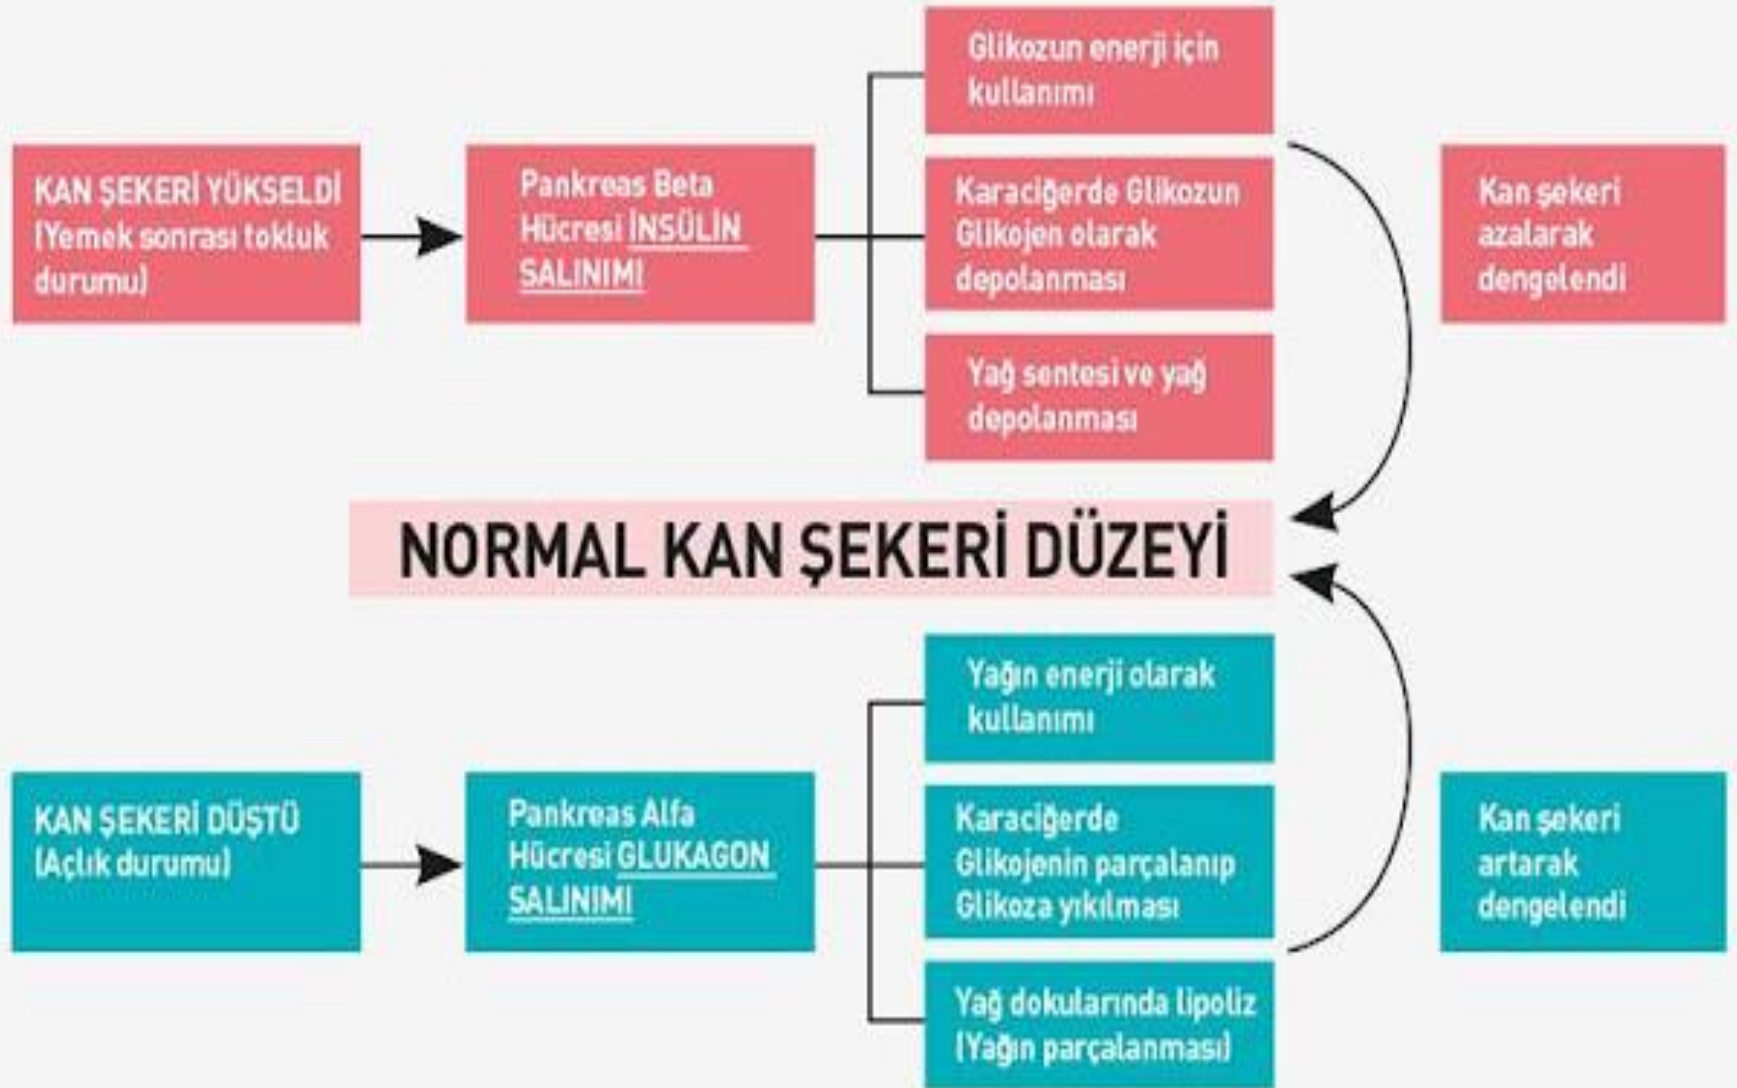 KAN ŞEKERİ YÜKSELDİ
(Yemek sonrası tokluk
durumu)
Pankreas Beta
Hücresi İNSÜLİN
SALINIMI
Glikozun enerji için
kullanımı
Karaciğerde Glikozun
Glikojen olarak
depolanması
Yağ sentesi ve yağ
depolanması
Kan şekeri
azalarak
dengelendi
NORMAL KAN ŞEKERİ DÜZEYİ
KAN ŞEKERİ DÜŞTÜ
(Açlık durumu)
Pankreas Alfa
Hücresi GLUKAGON
SALINIMI
Yağın enerji olarak
kullanımı
Karaciğerde
Glikojenin parçalanıp
Glikoza yıkılması
Yağ dokularında lipoliz
(Yağın parçalanması)
Kan şekeri
artarak
dengelendi